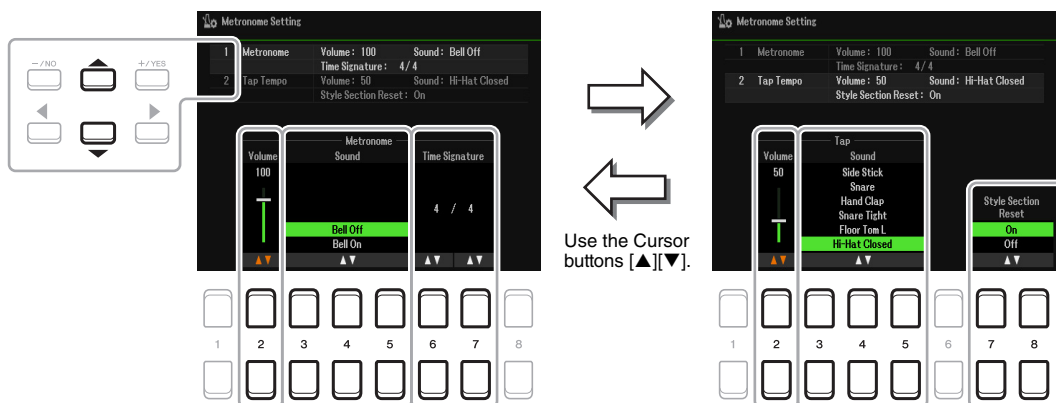 Metronome Setting
1 Metronome Volume: 100 Sound: Bell Off
Time Signature: 4/4
2 Tap Tempo Volume: 50 Sound: Hi-Hat Closed
Style Section Reset: On
−/NO +/YES
Metronome
Volume Sound Time Signature
100
4 / 4
Bell Off
Bell On
1 2 3 4 5 6 7 8
Use the Cursor
buttons [▲][▼].
Metronome Setting
1 Metronome Volume: 100 Sound: Bell Off
Time Signature: 4/4
2 Tap Tempo Volume: 50 Sound: Hi-Hat Closed
Style Section Reset: On
Tap
Volume Sound
50 Side Stick
Snare
Hand Clap
Snare Tight
Floor Tom L
Hi-Hat Closed
Style Section
Reset
On
Off
1 2 3 4 5 6 7 8